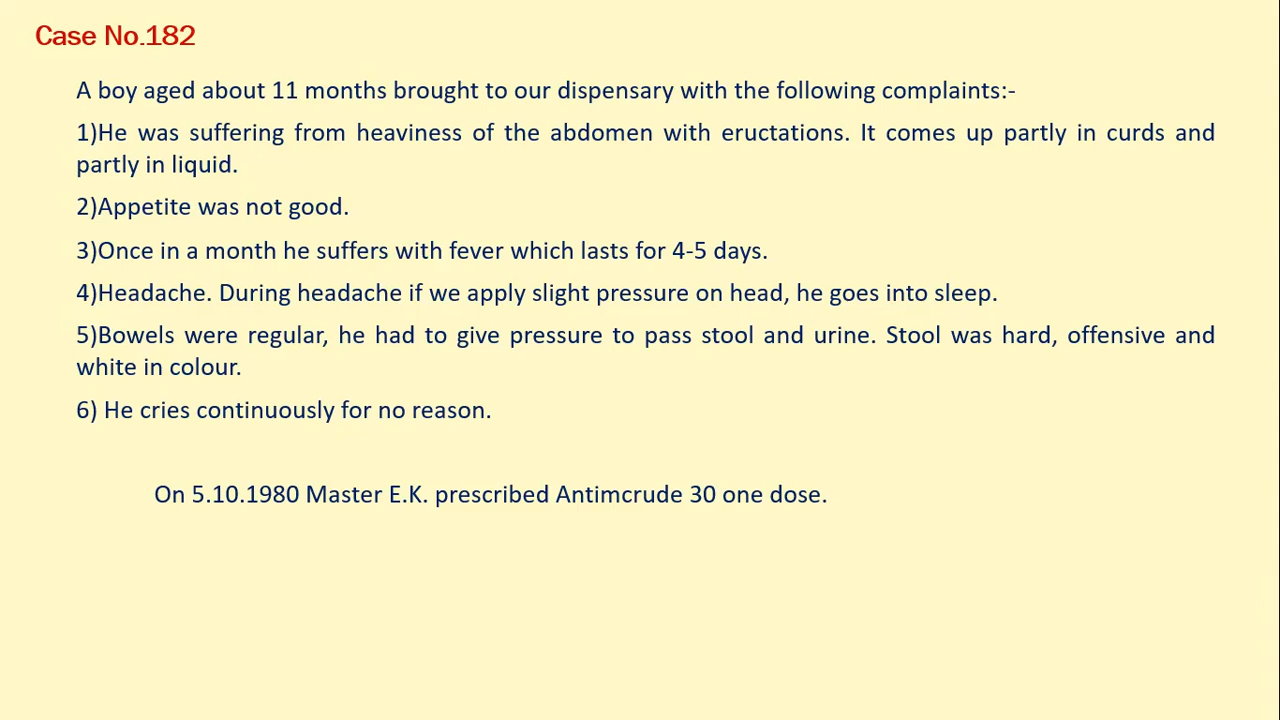 Case No.182
A boy aged about 11 months brought to our dispensary with the following complaints:-
1)He was suffering from heaviness of the abdomen with eructations. It comes up partly in curds and
partly in liquid.
2)Appetite was not good.
3)Once in a month he suffers with fever which lasts for 4-5 days.
4)Headache. During headache if we apply slight pressure on head, he goes into sleep.
5)Bowels were regular, he had to give pressure to pass stool and urine. Stool was hard, offensive and
white in colour.
6) He cries continuously for no reason.
On 5.10.1980 Master E.K. prescribed Antimcrude 30 one dose.